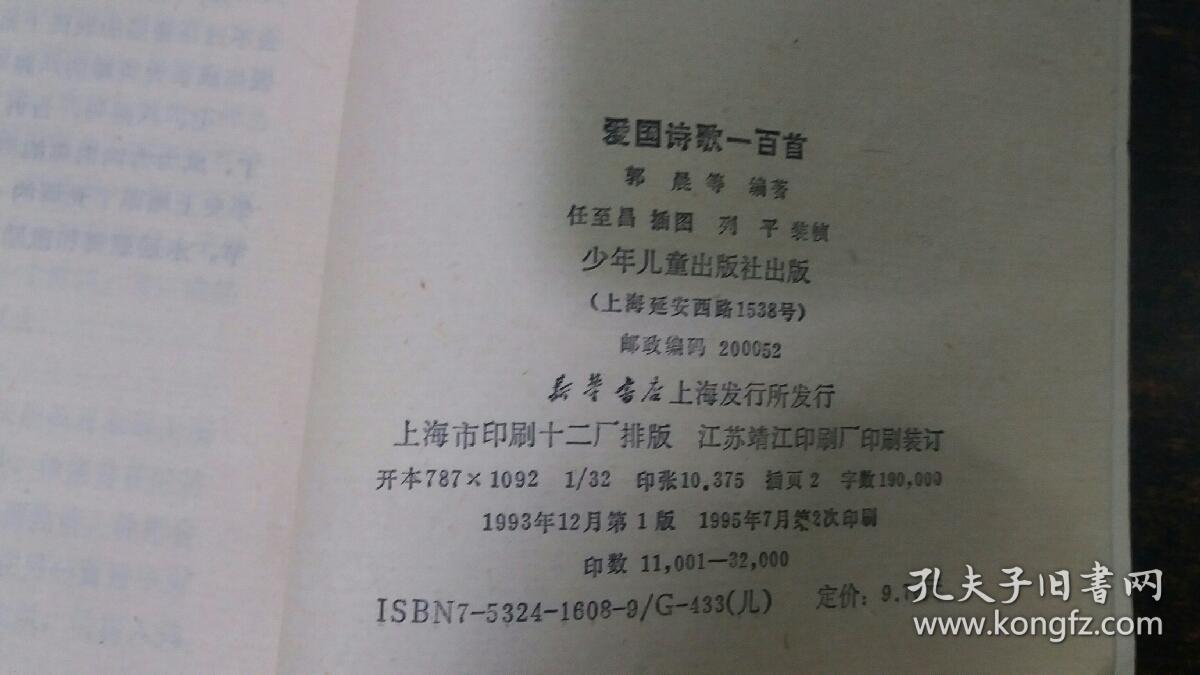 爱国诗歌一百首
郭 晨 等 编著
任至昌 插图 列 平 装帧
少年儿童出版社出版
(上海延安西路1538号)
邮政编码 200052
新华书店上海发行所发行
上海市印刷十二厂排版 江苏靖江印刷厂印刷装订
开本787×1092 1/32 印张10.375 插页2 字数190,000
1993年12月第1版 1995年7月第2次印刷
印数 11,001—32,000
ISBN7-5324-1608-9/G-433(儿) 定价: 9.
孔夫子旧书网
www.kongfz.com